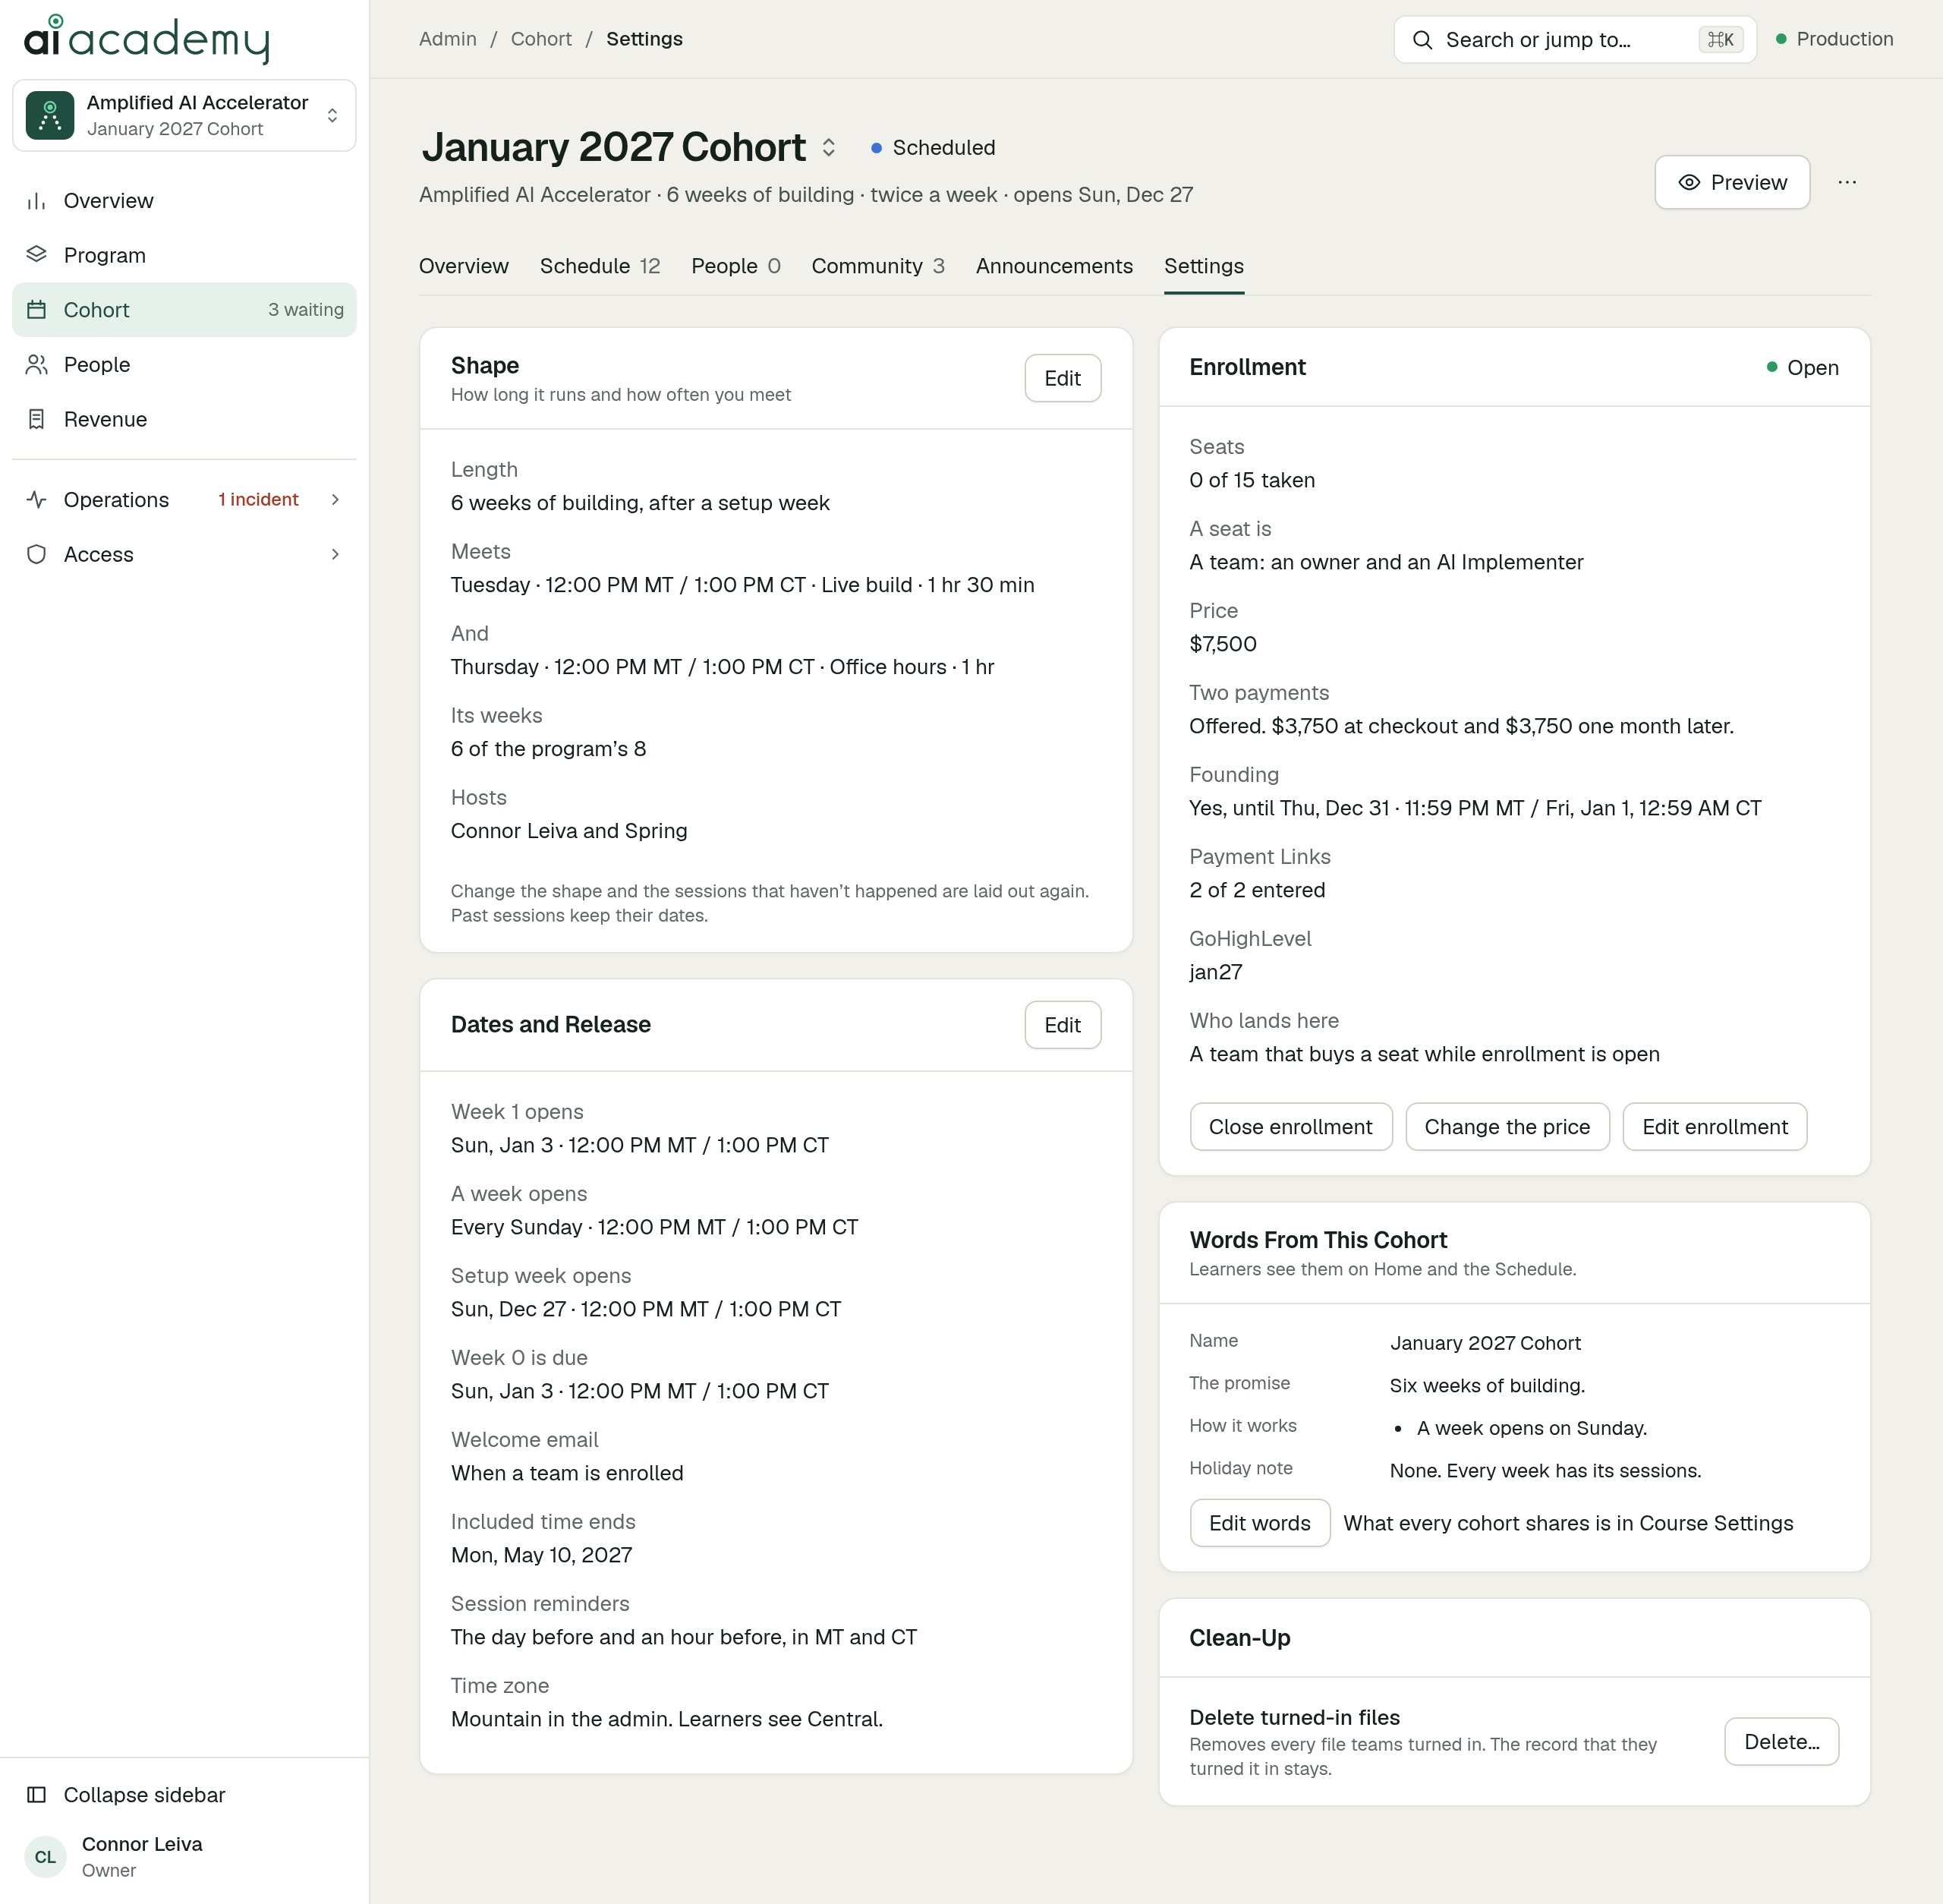 ai academy
Amplified AI Accelerator
January 2027 Cohort
Overview
Program
Cohort 3 waiting
People
Revenue
Operations 1 incident
Access
Collapse sidebar
CL
Connor Leiva
Owner
Admin / Cohort / Settings
Search or jump to... ⌘K
Production
January 2027 Cohort
Scheduled
Amplified AI Accelerator · 6 weeks of building · twice a week · opens Sun, Dec 27
Preview
Overview Schedule 12 People 0 Community 3 Announcements Settings
Shape
How long it runs and how often you meet
Edit
Length
6 weeks of building, after a setup week
Meets
Tuesday · 12:00 PM MT / 1:00 PM CT · Live build · 1 hr 30 min
And
Thursday · 12:00 PM MT / 1:00 PM CT · Office hours · 1 hr
Its weeks
6 of the program’s 8
Hosts
Connor Leiva and Spring
Change the shape and the sessions that haven’t happened are laid out again.
Past sessions keep their dates.
Dates and Release
Edit
Week 1 opens
Sun, Jan 3 · 12:00 PM MT / 1:00 PM CT
A week opens
Every Sunday · 12:00 PM MT / 1:00 PM CT
Setup week opens
Sun, Dec 27 · 12:00 PM MT / 1:00 PM CT
Week 0 is due
Sun, Jan 3 · 12:00 PM MT / 1:00 PM CT
Welcome email
When a team is enrolled
Included time ends
Mon, May 10, 2027
Session reminders
The day before and an hour before, in MT and CT
Time zone
Mountain in the admin. Learners see Central.
Enrollment
Open
Seats
0 of 15 taken
A seat is
A team: an owner and an AI Implementer
Price
$7,500
Two payments
Offered. $3,750 at checkout and $3,750 one month later.
Founding
Yes, until Thu, Dec 31 · 11:59 PM MT / Fri, Jan 1, 12:59 AM CT
Payment Links
2 of 2 entered
GoHighLevel
jan27
Who lands here
A team that buys a seat while enrollment is open
Close enrollment
Change the price
Edit enrollment
Words From This Cohort
Learners see them on Home and the Schedule.
Name January 2027 Cohort
The promise Six weeks of building.
How it works • A week opens on Sunday.
Holiday note None. Every week has its sessions.
Edit words What every cohort shares is in Course Settings
Clean-Up
Delete turned-in files
Removes every file teams turned in. The record that they
turned it in stays.
Delete...